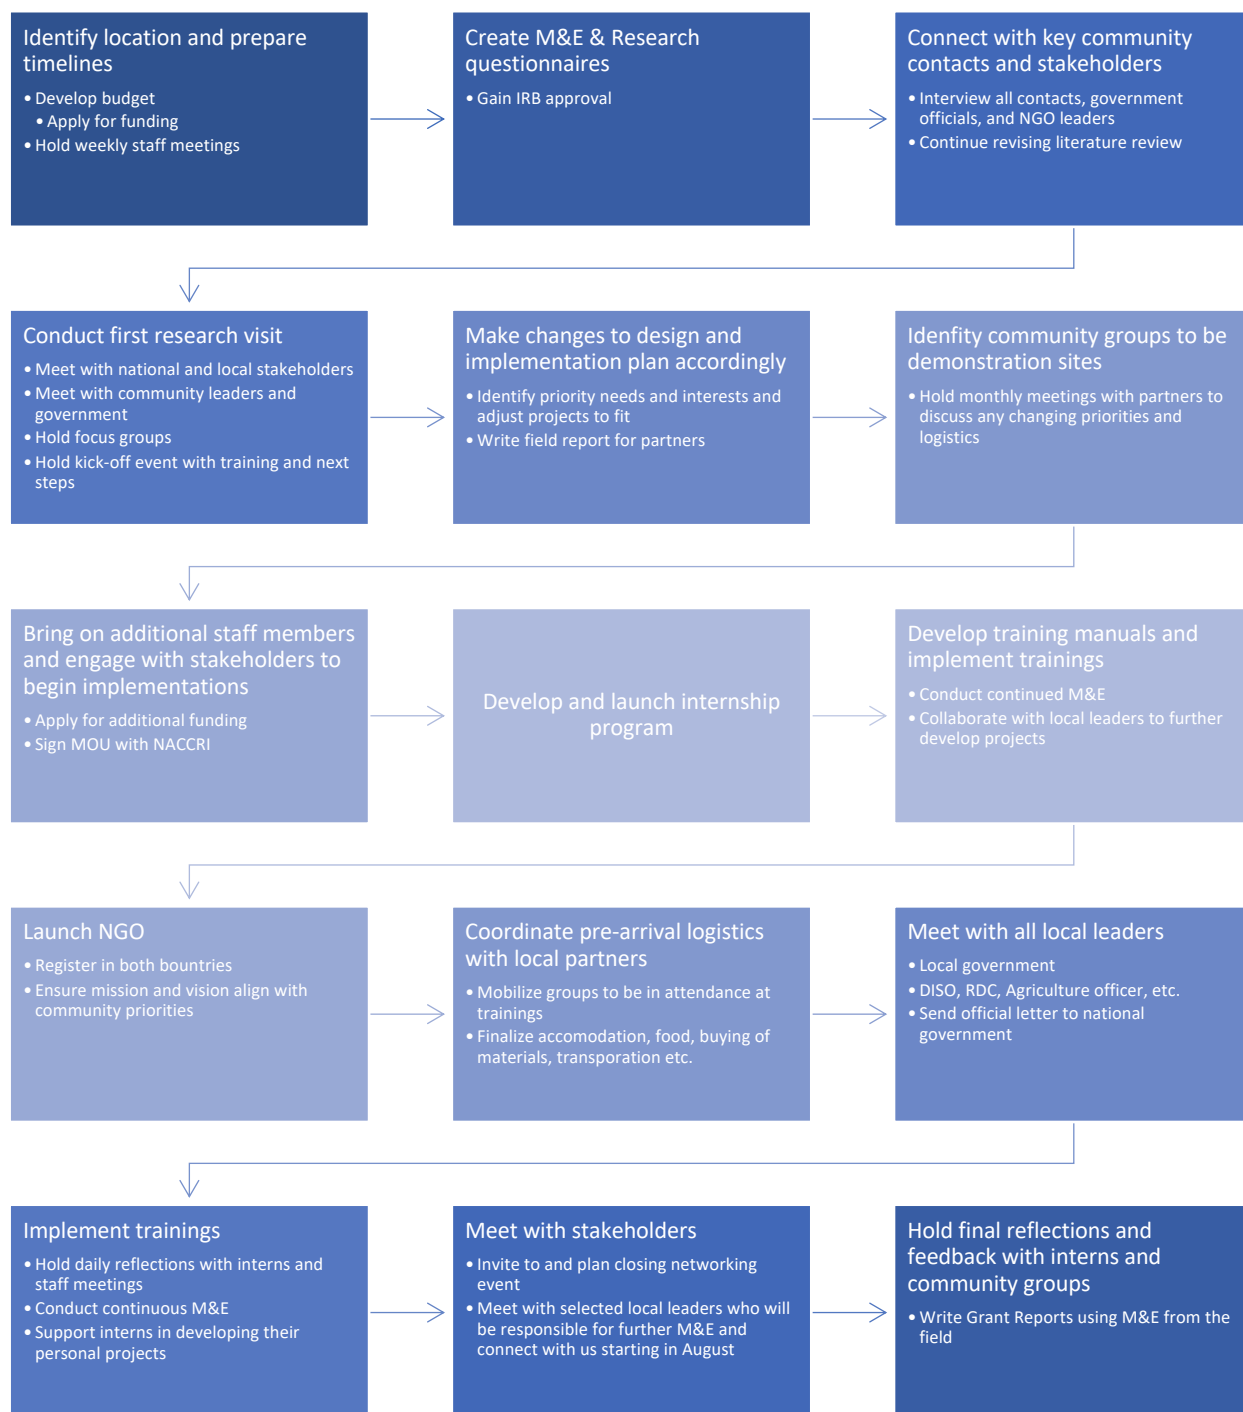 Identify location and prepare
timelines
• Develop budget
• Apply for funding
• Hold weekly staff meetings
Create M&E & Research
questionnaires
• Gain IRB approval
Connect with key community
contacts and stakeholders
• Interview all contacts, government
officials, and NGO leaders
• Continue revising literature review
Conduct first research visit
• Meet with national and local stakeholders
• Meet with community leaders and
government
• Hold focus groups
• Hold kick-off event with training and next
steps
Make changes to design and
implementation plan accordingly
• Identify priority needs and interests and
adjust projects to fit
• Write field report for partners
Idenfity community groups to be
demonstration sites
• Hold monthly meetings with partners to
discuss any changing priorities and
logistics
Bring on additional staff members
and engage with stakeholders to
begin implementations
• Apply for additional funding
• Sign MOU with NACCRI
Develop and launch internship
program
Develop training manuals and
implement trainings
• Conduct continued M&E
• Collaborate with local leaders to further
develop projects
Launch NGO
• Register in both bountries
• Ensure mission and vision align with
community priorities
Coordinate pre-arrival logistics
with local partners
• Mobilize groups to be in attendance at
trainings
• Finalize accomodation, food, buying of
materials, transporation etc.
Meet with all local leaders
• Local government
• DISO, RDC, Agriculture officer, etc.
• Send official letter to national
government
Implement trainings
• Hold daily reflections with interns and
staff meetings
• Conduct continuous M&E
• Support interns in developing their
personal projects
Meet with stakeholders
• Invite to and plan closing networking
event
• Meet with selected local leaders who will
be responsible for further M&E and
connect with us starting in August
Hold final reflections and
feedback with interns and
community groups
• Write Grant Reports using M&E from the
field